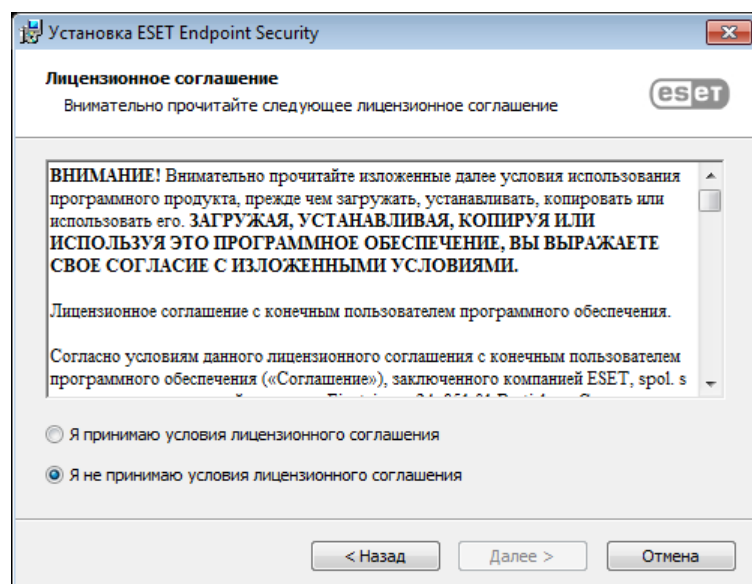 Установка ESET Endpoint Security
Лицензионное соглашение
Внимательно прочитайте следующее лицензионное соглашение
eseт
ВНИМАНИЕ! Внимательно прочитайте изложенные далее условия использования
программного продукта, прежде чем загружать, устанавливать, копировать или
использовать его. ЗАГРУЖАЯ, УСТАНАВЛИВАЯ, КОПИРУЯ ИЛИ
ИСПОЛЬЗУЯ ЭТО ПРОГРАММНОЕ ОБЕСПЕЧЕНИЕ, ВЫ ВЫРАЖАЕТЕ
СВОЕ СОГЛАСИЕ С ИЗЛОЖЕННЫМИ УСЛОВИЯМИ.
Лицензионное соглашение с конечным пользователем программного обеспечения.
Согласно условиям данного лицензионного соглашения с конечным пользователем
программного обеспечения («Соглашение»), заключенного компанией ESET, spol. s
Я принимаю условия лицензионного соглашения
Я не принимаю условия лицензионного соглашения
< Назад
Далее >
Отмена